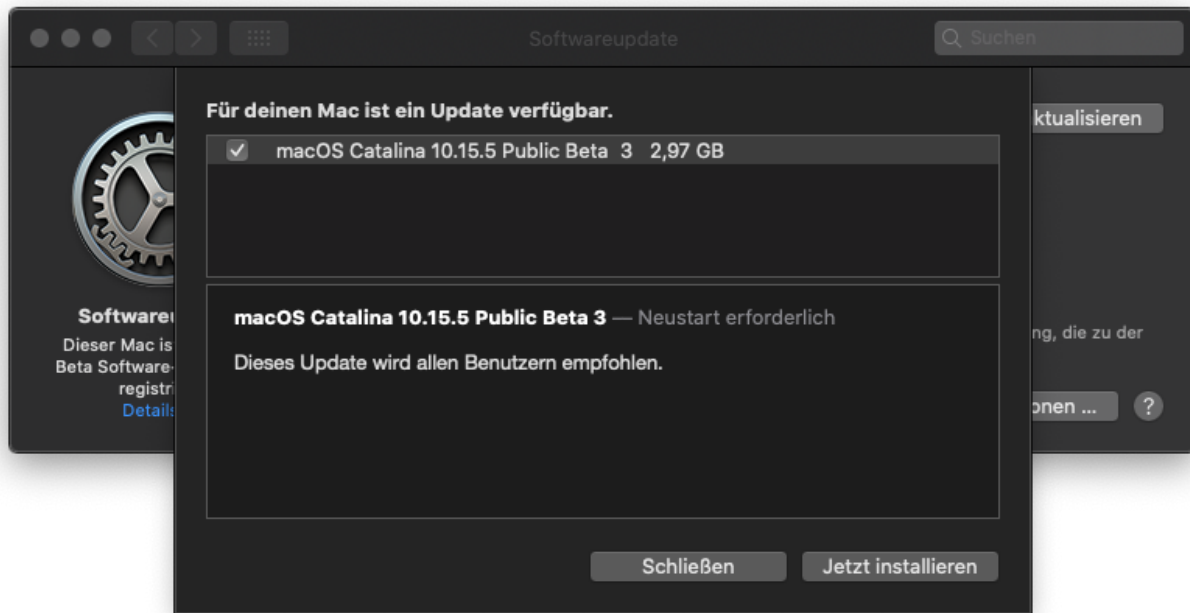 Softwareupdate
Suchen
Für deinen Mac ist ein Update verfügbar.
ktualisieren
macOS Catalina 10.15.5 Public Beta 3 2,97 GB
Softwareu
Dieser Mac is
Beta Software-
registri
Details
macOS Catalina 10.15.5 Public Beta 3 — Neustart erforderlich
Dieses Update wird allen Benutzern empfohlen.
ng, die zu der
onen ...
?
Schließen
Jetzt installieren